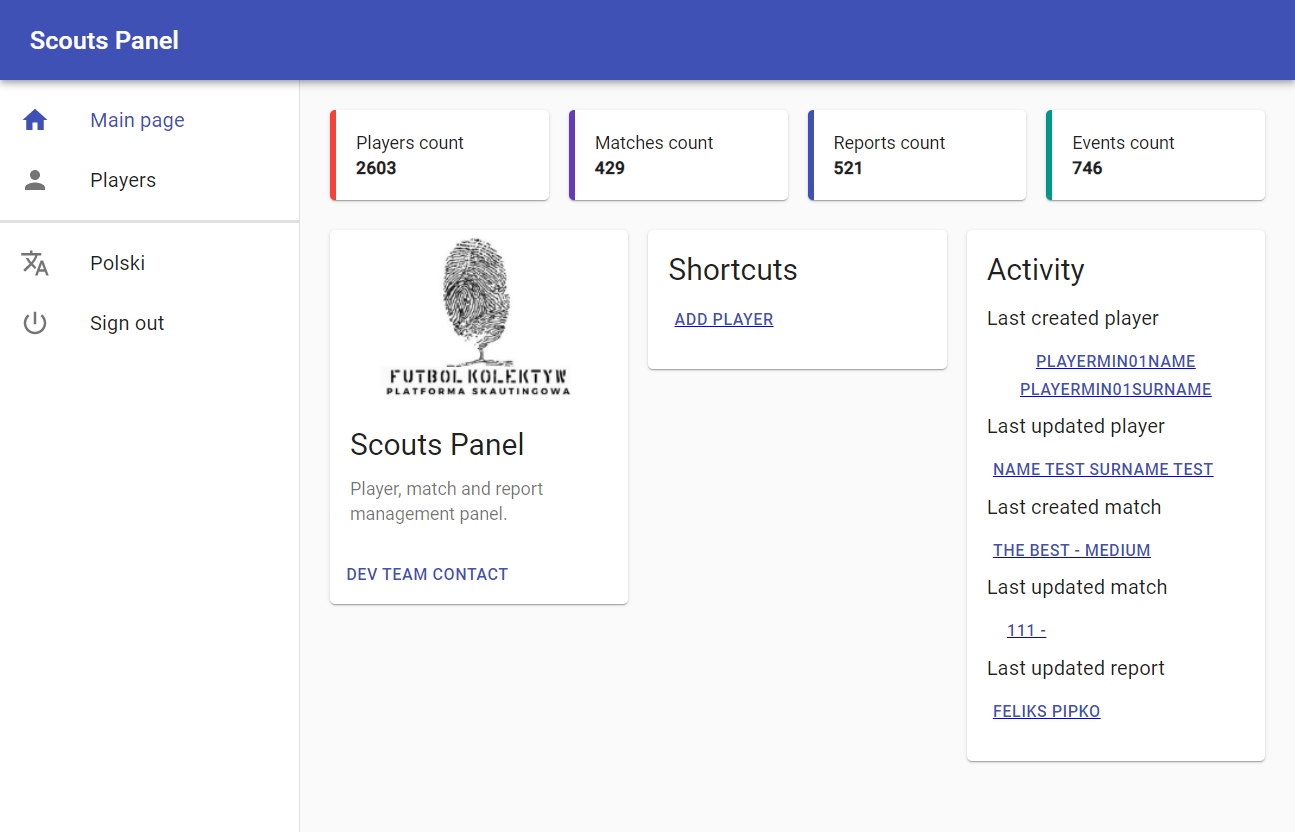 Scouts Panel
Main page
Players
Polski
Sign out
Players count
2603
Matches count
429
Reports count
521
Events count
746
FUTBOL KOLEKTYW
PLATFORMA SKAUTINGOWA
Scouts Panel
Player, match and report
management panel.
DEV TEAM CONTACT
Shortcuts
ADD PLAYER
Activity
Last created player
PLAYERMIN01NAME
PLAYERMIN01SURNAME
Last updated player
NAME TEST SURNAME TEST
Last created match
THE BEST - MEDIUM
Last updated match
111 -
Last updated report
FELIKS PIPKO